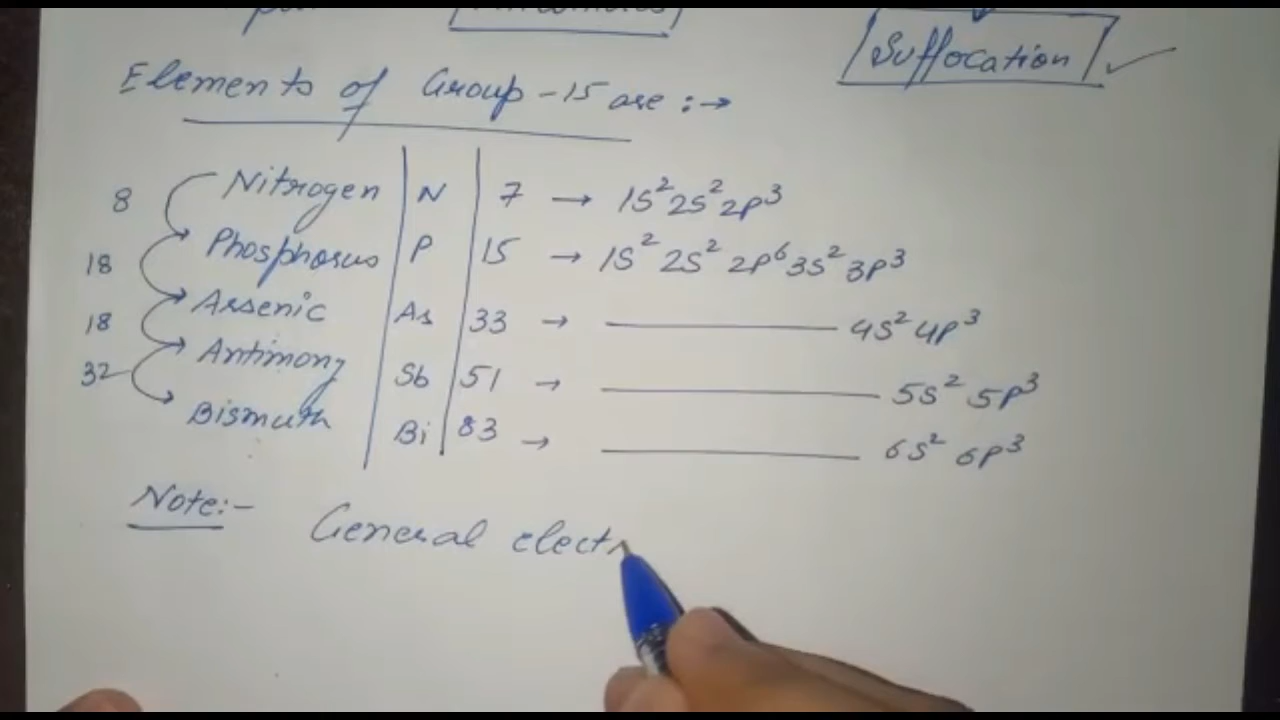 Suffocation
Elements of Group-15 are :→
8 Nitrogen N 7 → 1S² 2S² 2P³
18 Phosphorus P 15 → 1S² 2S² 2P⁶ 3S² 3P³
18 Arsenic As 33 → 4S² 4P³
32 Antimony Sb 51 → 5S² 5P³
Bismuth Bi 83 → 6S² 6P³
Note:- General elect